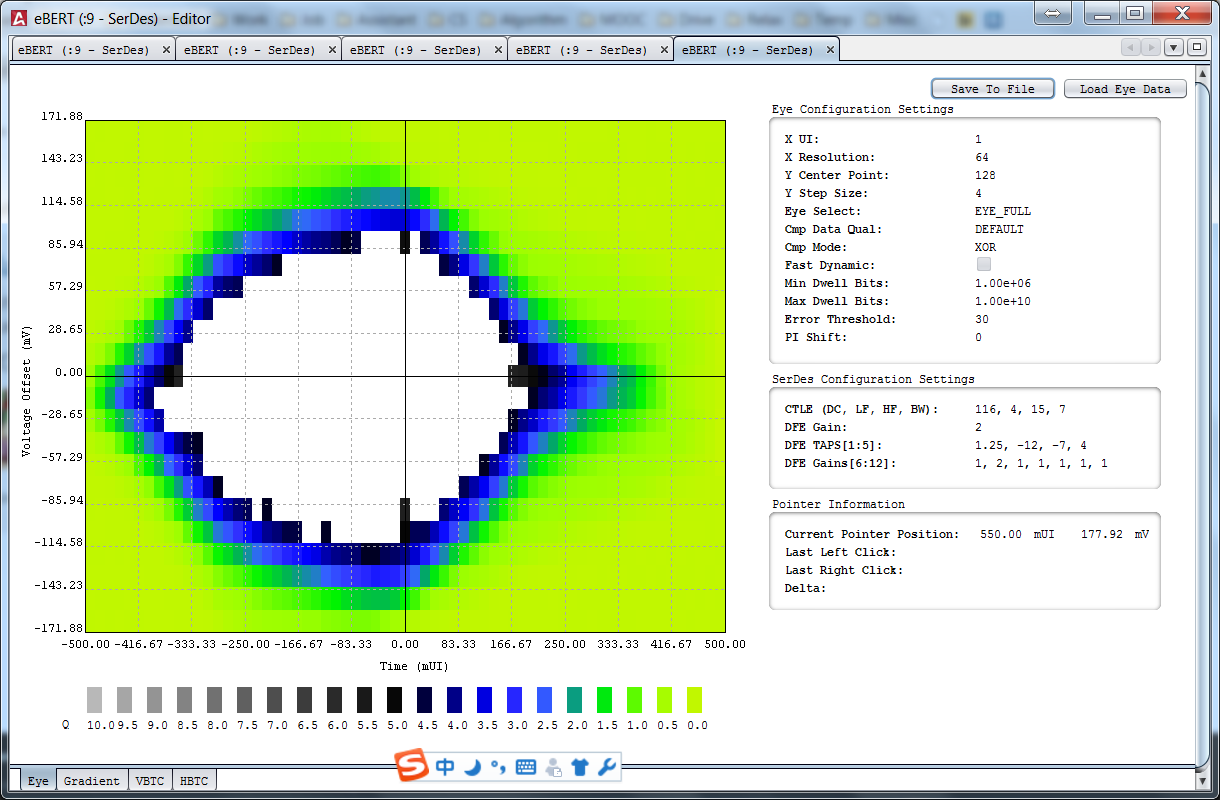 eBERT (:9 - SerDes) - Editor
eBERT (:9 - SerDes) eBERT (:9 - SerDes) eBERT (:9 - SerDes) eBERT (:9 - SerDes) eBERT (:9 - SerDes)
Save To File Load Eye Data
Eye Configuration Settings
X UI: 1
X Resolution: 64
Y Center Point: 128
Y Step Size: 4
Eye Select: EYE_FULL
Cmp Data Qual: DEFAULT
Cmp Mode: XOR
Fast Dynamic:
Min Dwell Bits: 1.00e+06
Max Dwell Bits: 1.00e+10
Error Threshold: 30
PI Shift: 0
SerDes Configuration Settings
CTLE (DC, LF, HF, BW): 116, 4, 15, 7
DFE Gain: 2
DFE TAPS[1:5]: 1.25, -12, -7, 4
DFE Gains[6:12]: 1, 2, 1, 1, 1, 1, 1
Pointer Information
Current Pointer Position: 550.00 mUI 177.92 mV
Last Left Click:
Last Right Click:
Delta:
Voltage Offset (mV)
171.88
143.23
114.58
85.94
57.29
28.65
0.00
-28.65
-57.29
-85.94
-114.58
-143.23
-171.88
-500.00 -416.67 -333.33 -250.00 -166.67 -83.33 0.00 83.33 166.67 250.00 333.33 416.67 500.00
Time (mUI)
Q 10.0 9.5 9.0 8.5 8.0 7.5 7.0 6.5 6.0 5.5 5.0 4.5 4.0 3.5 3.0 2.5 2.0 1.5 1.0 0.5 0.0
中
Eye Gradient VBTC HBTC